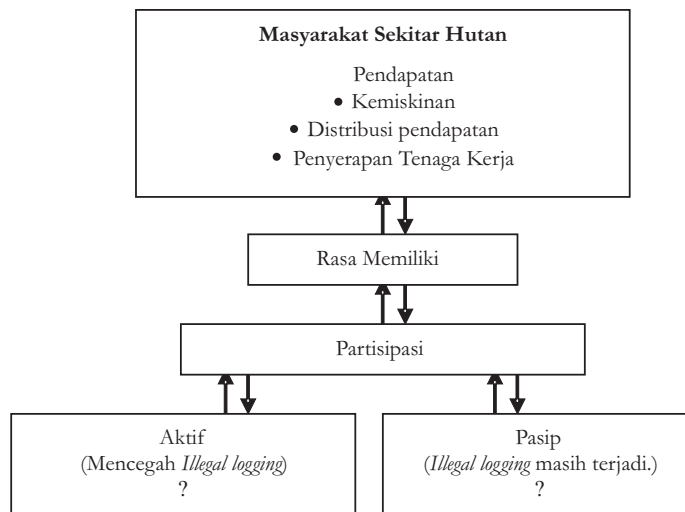 Masyarakat Sekitar Hutan
Pendapatan
• Kemiskinan
• Distribusi pendapatan
• Penyerapan Tenaga Kerja
Rasa Memiliki
Partisipasi
Aktif
(Mencegah Illegal logging)
?
Pasip
(Illegal logging masih terjadi.)
?